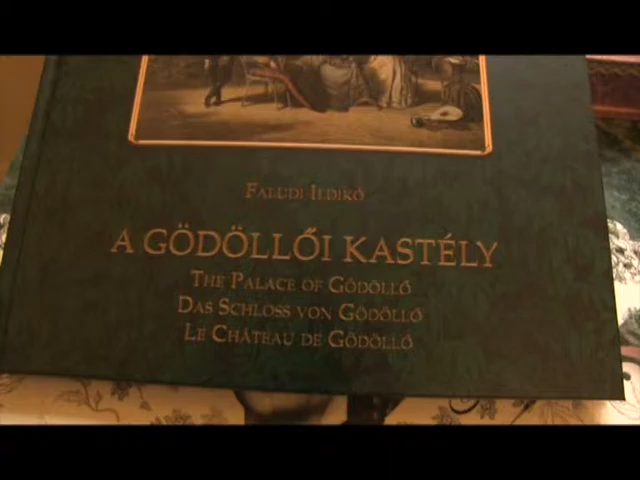 Faludi Ildikó
A Gödöllői Kastély
The Palace of Gödöllő
Das Schloss von Gödöllő
Le Château de Gödöllő